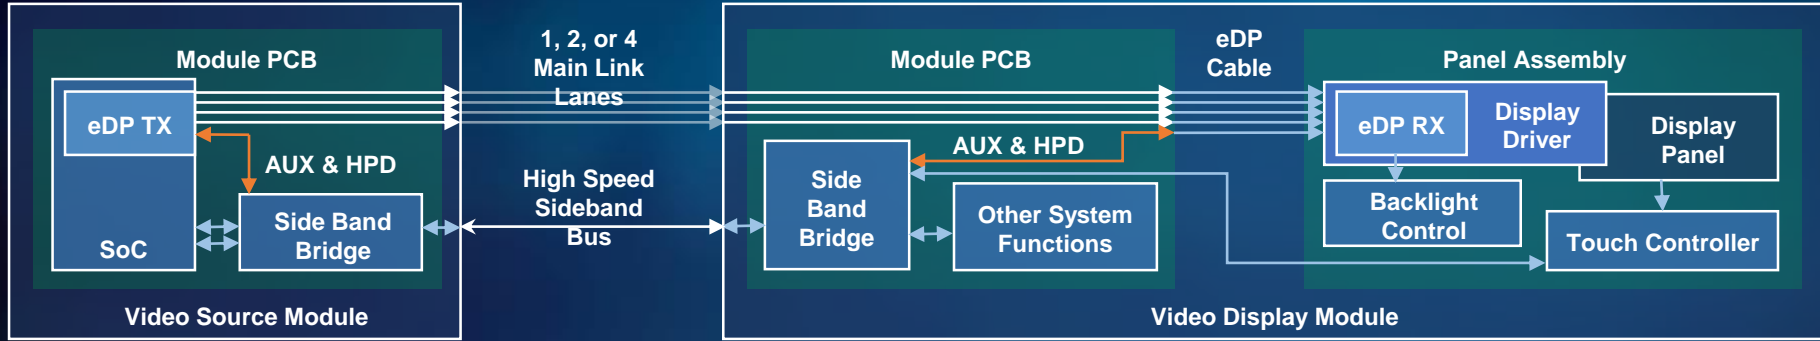 Module PCB
eDP TX
AUX & HPD
Side Band
Bridge
SoC
Video Source Module
1, 2, or 4
Main Link
Lanes
High Speed
Sideband
Bus
Module PCB
AUX & HPD
Side
Band
Bridge
Other System
Functions
eDP
Cable
Panel Assembly
eDP RX
Display
Driver
Display
Panel
Backlight
Control
Touch Controller
Video Display Module